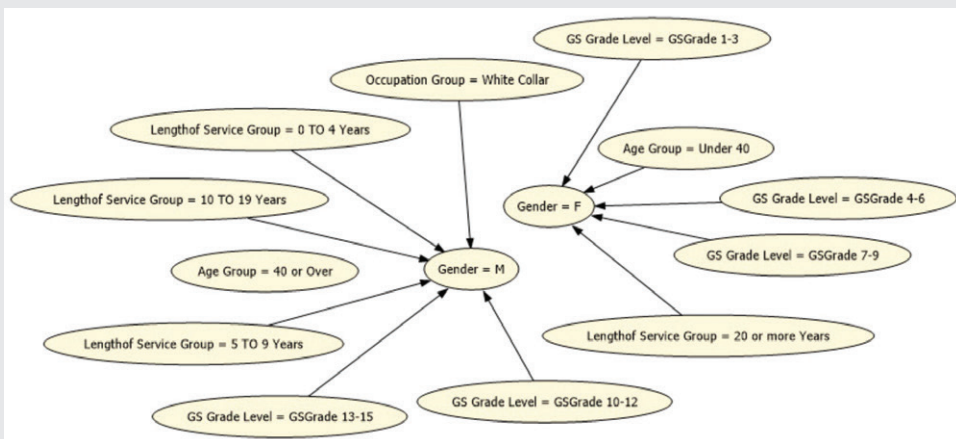 GS Grade Level = GSGrade 1-3
Occupation Group = White Collar
Lengthof Service Group = 0 TO 4 Years
Age Group = Under 40
Lengthof Service Group = 10 TO 19 Years
GS Grade Level = GSGrade 4-6
Gender = F
GS Grade Level = GSGrade 7-9
Age Group = 40 or Over
Gender = M
Lengthof Service Group = 5 TO 9 Years
Lengthof Service Group = 20 or more Years
GS Grade Level = GSGrade 13-15
GS Grade Level = GSGrade 10-12